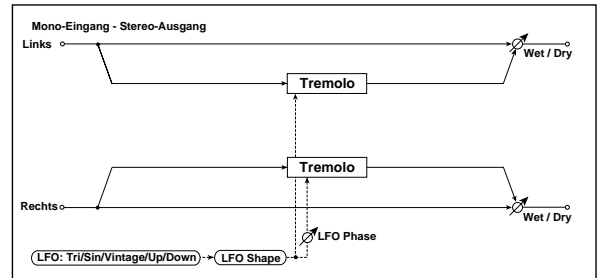 Mono-Eingang - Stereo-Ausgang
Links
Wet / Dry
Tremolo
Tremolo
Rechts
Wet / Dry
LFO Phase
LFO: Tri/Sin/Vintage/Up/Down
LFO Shape